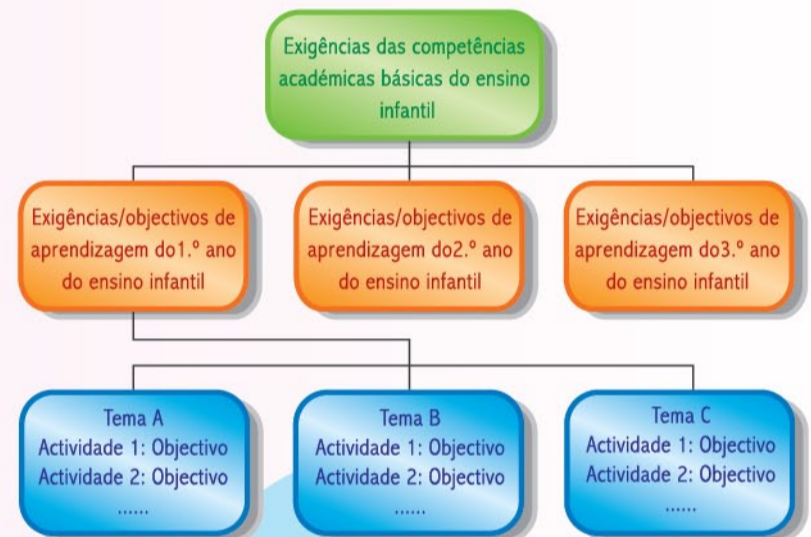 Exigências das competências
académicas básicas do ensino
infantil
Exigências/objectivos de
aprendizagem do1.º ano
do ensino infantil
Exigências/objectivos de
aprendizagem do2.º ano
do ensino infantil
Exigências/objectivos de
aprendizagem do3.º ano
do ensino infantil
Tema A
Actividade 1: Objectivo
Actividade 2: Objectivo
......
Tema B
Actividade 1: Objectivo
Actividade 2: Objectivo
......
Tema C
Actividade 1: Objectivo
Actividade 2: Objectivo
......